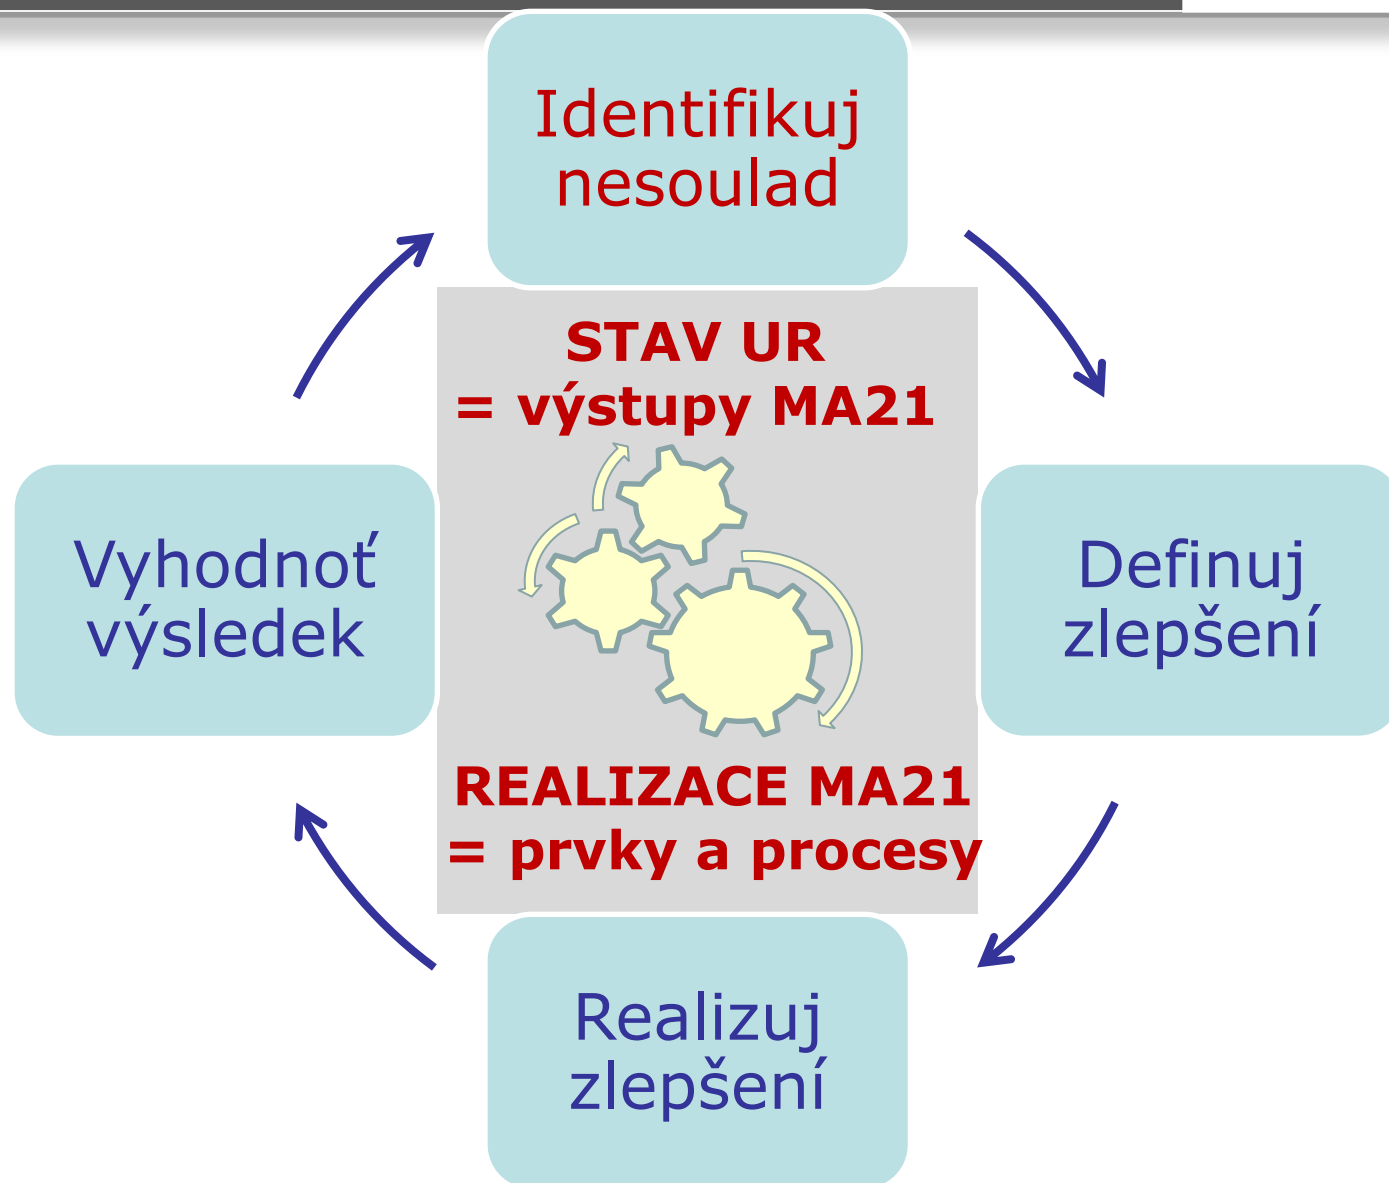 Identifikuj
nesoulad
STAV UR
= výstupy MA21
Vyhodnoť
výsledek
Definuj
zlepšení
REALIZACE MA21
= prvky a procesy
Realizuj
zlepšení